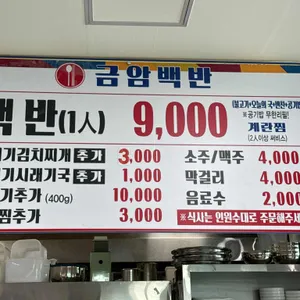 금암백반
백 반(1人) 9,000
(불고기+오늘의 국+반찬+공기밥
※공기밥 무한리필!
계란찜
(2人이상 써비스)
기김치찌개 추가 3,000
기시래기국 추가 1,000
기추가 (400g) 10,000
찜추가 3,000
소주/맥주 4,000
막걸리 4,000
음료수 2,000
※식사는 인원수대로 주문해주세